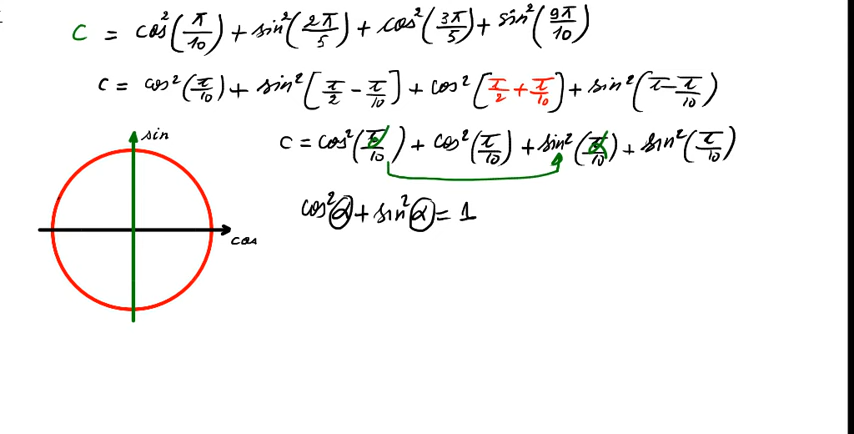 C = cos²(π/10) + sin²(2π/5) + cos²(3π/5) + sin²(9π/10)
C = cos²(π/10) + sin²[π/2 - π/10] + cos²[π/2 + π/10] + sin²(π - π/10)
C = cos²(π/10) + cos²(π/10) + sin²(π/10) + sin²(π/10)
cos²α + sin²α = 1
sin
cos